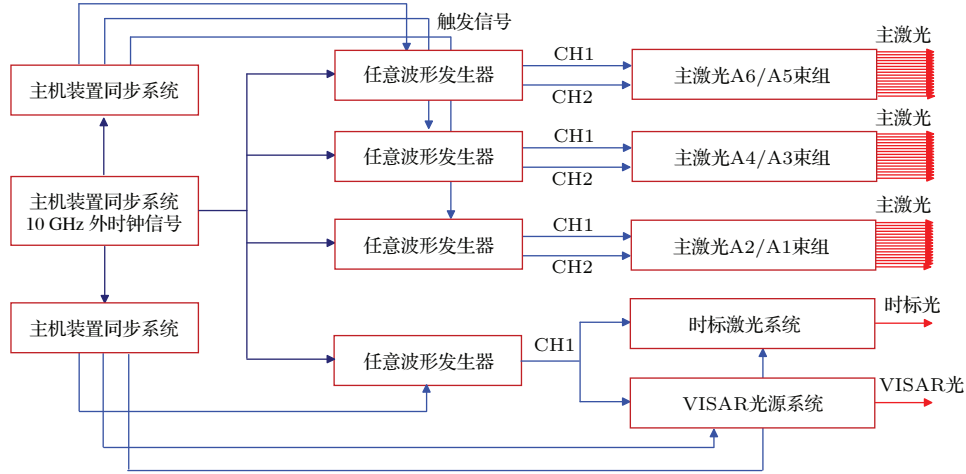 触发信号
主机装置同步系统
任意波形发生器
CH1
CH2
主激光A6/A5束组
主激光
主机装置同步系统
10 GHz 外时钟信号
任意波形发生器
CH1
CH2
主激光A4/A3束组
主激光
任意波形发生器
CH1
CH2
主激光A2/A1束组
主激光
主机装置同步系统
任意波形发生器
CH1
时标激光系统
时标光
VISAR光源系统
VISAR光